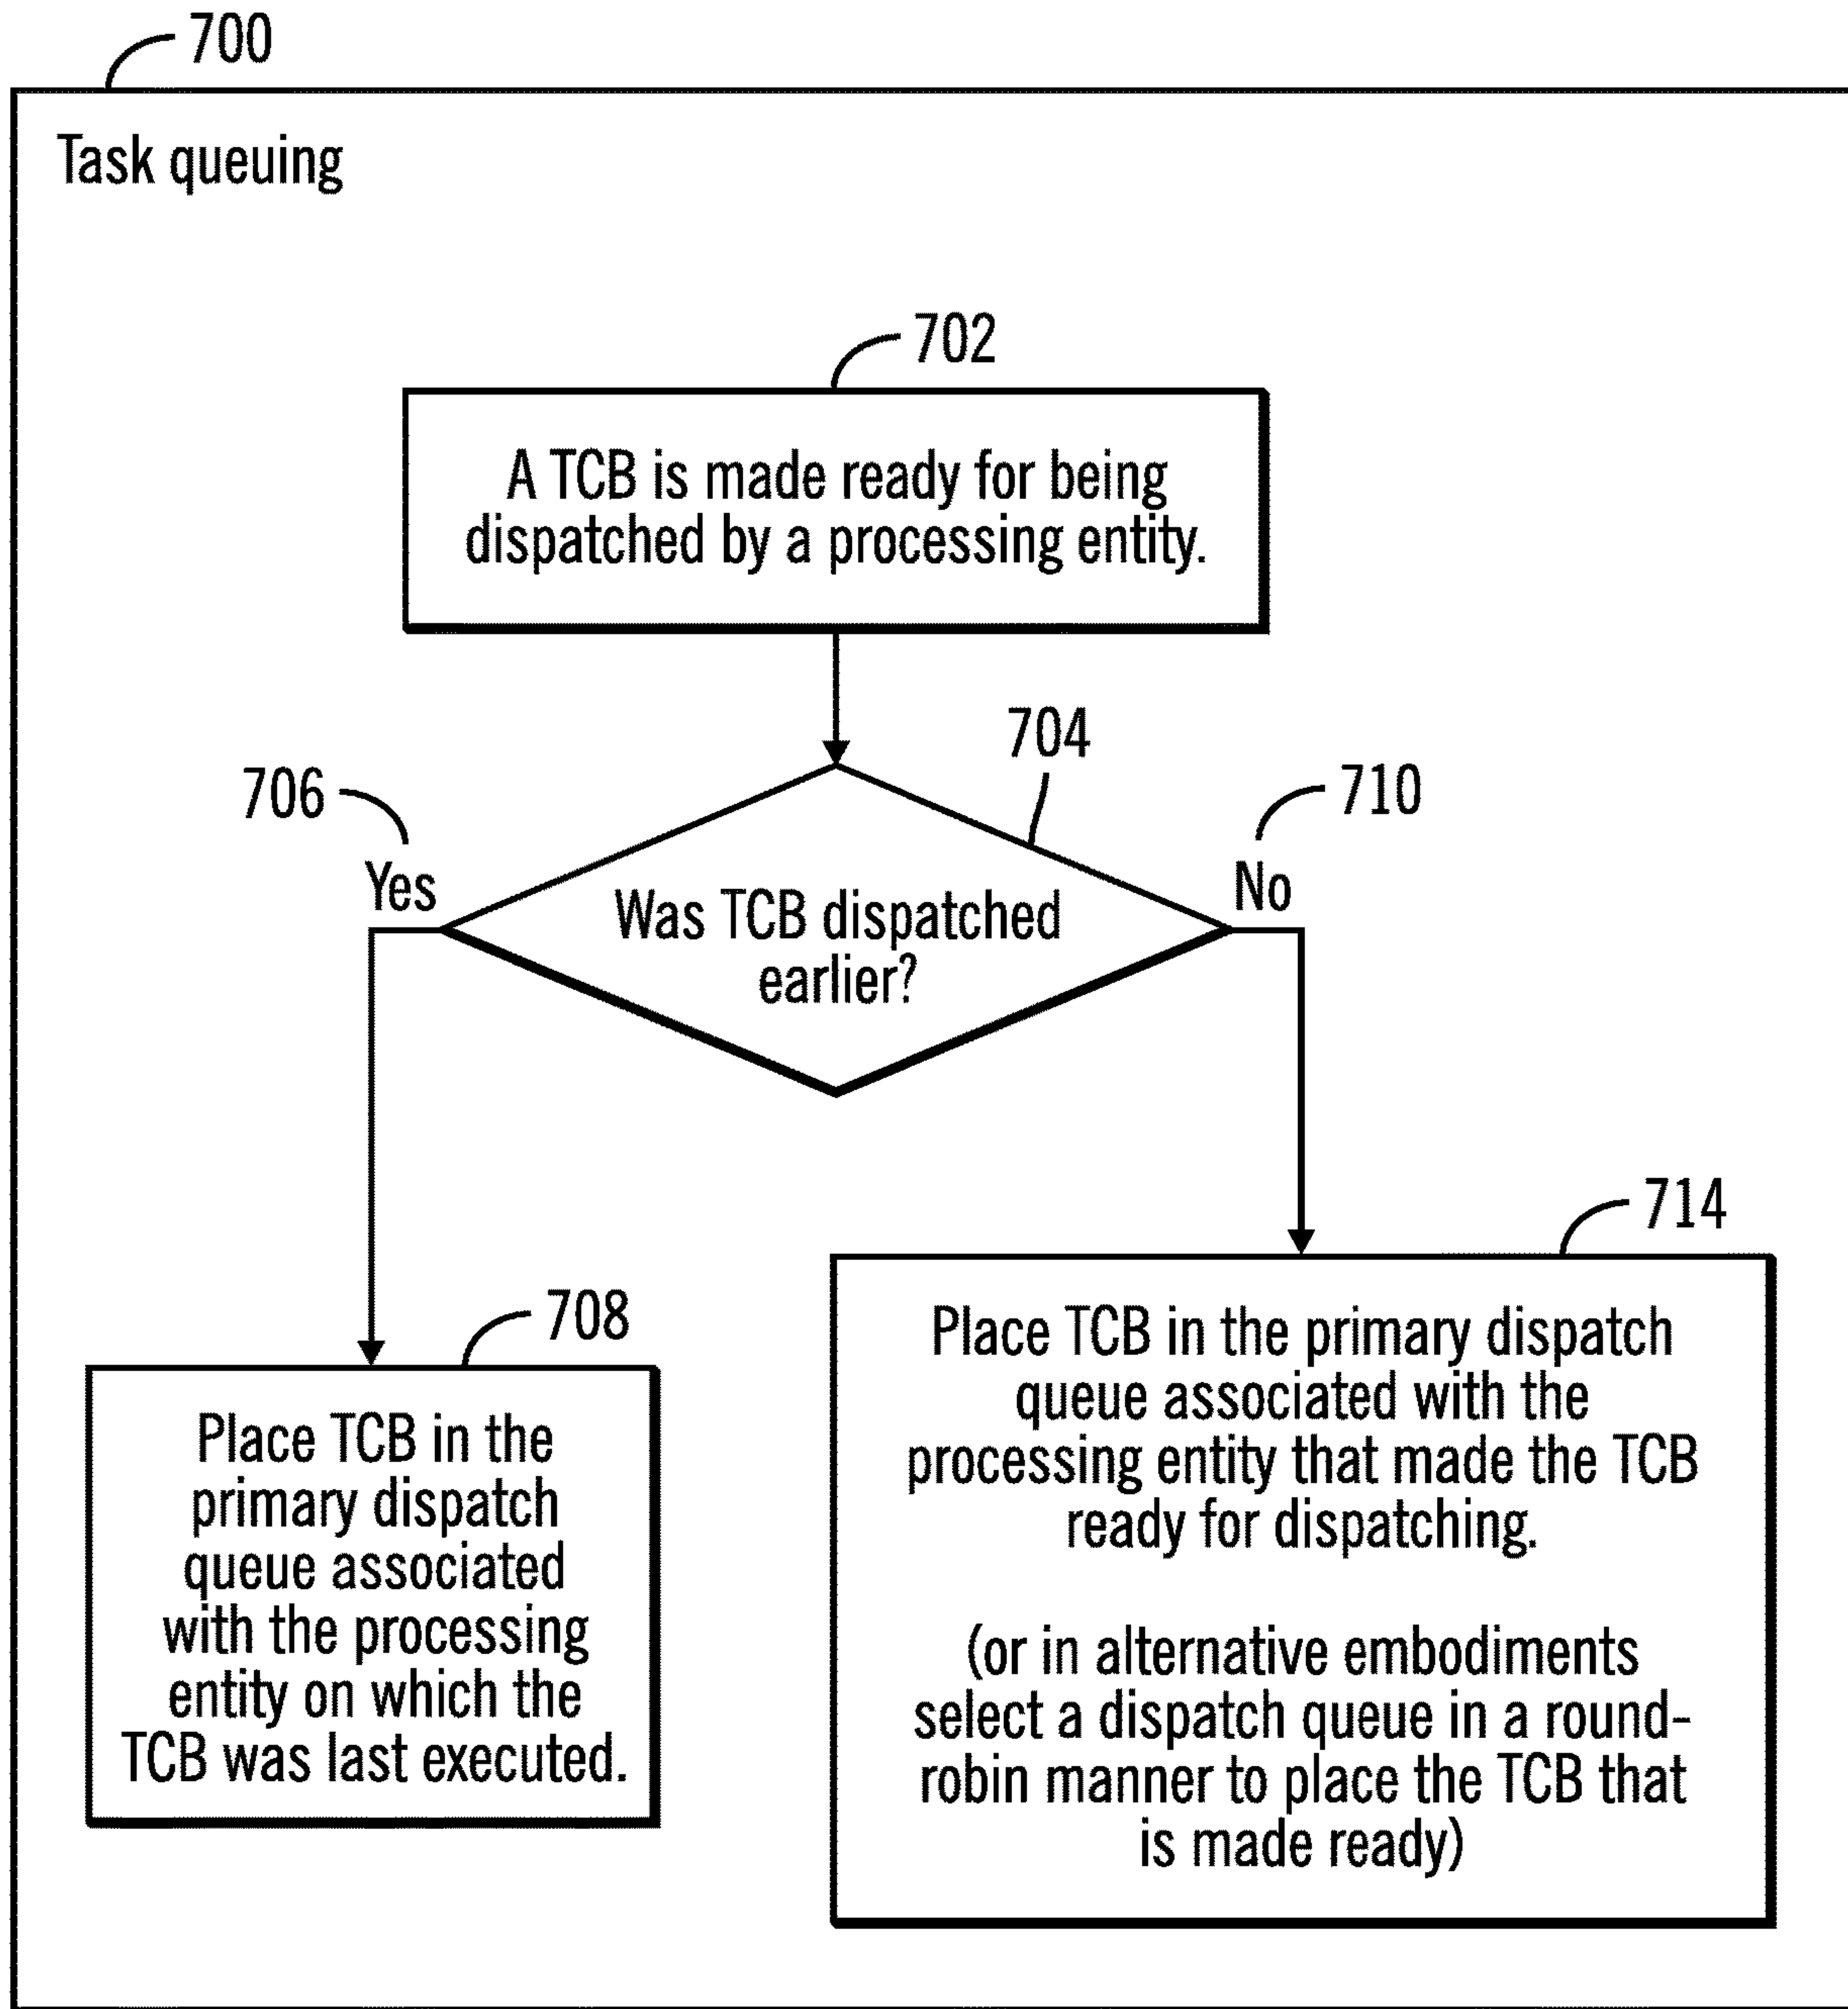 700
Task queuing
702
A TCB is made ready for being
dispatched by a processing entity.
704
706
710
Yes
No
Was TCB dispatched
earlier?
708
Place TCB in the
primary dispatch
queue associated
with the processing
entity on which the
TCB was last executed.
714
Place TCB in the primary dispatch
queue associated with the
processing entity that made the TCB
ready for dispatching.
(or in alternative embodiments
select a dispatch queue in a round-
robin manner to place the TCB that
is made ready)